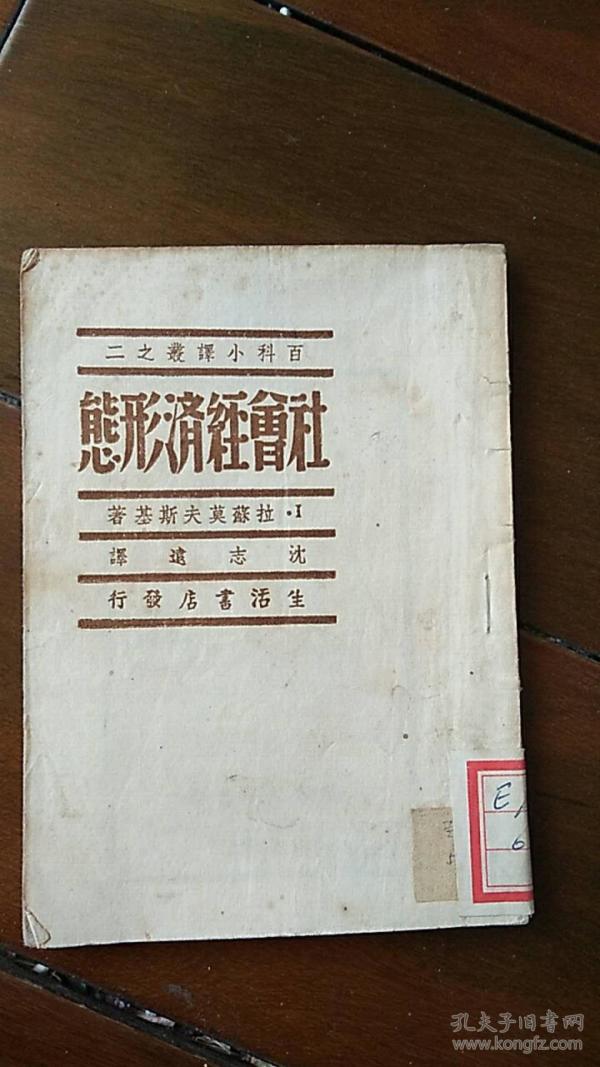 百科小譯叢之二
社會經濟形態
I·拉蘇莫夫斯基著
沈志遠譯
生活書店發行
E
6
孔夫子旧书网
www.kongfz.com